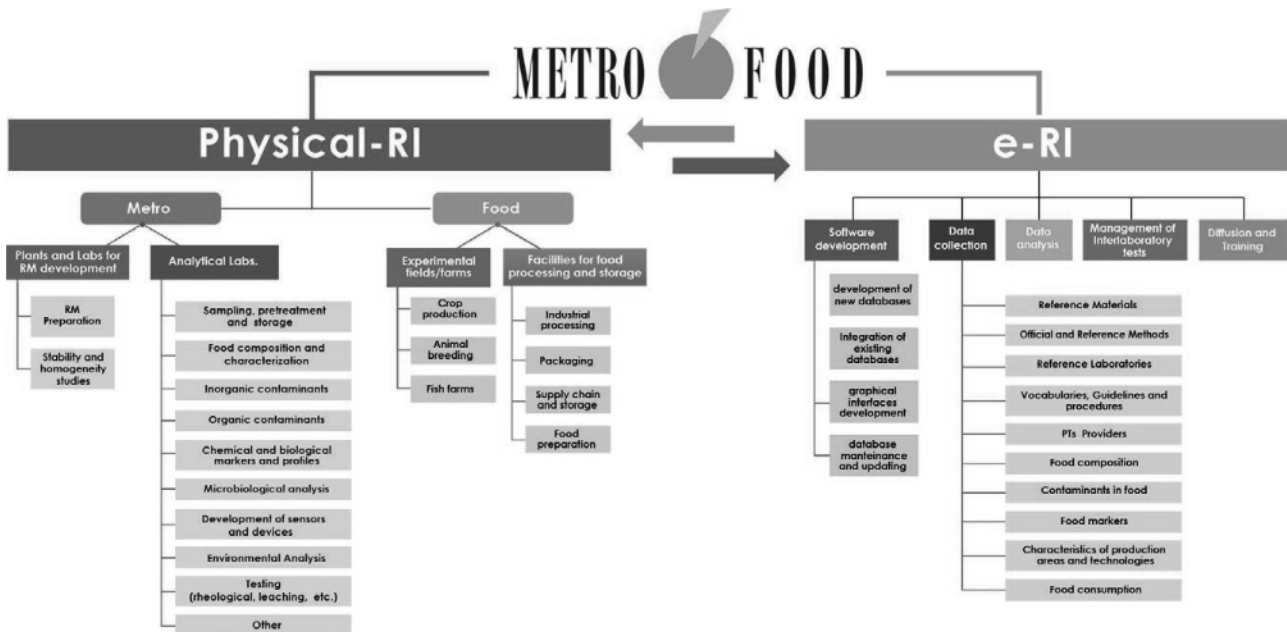 METRO FOOD
Physical-RI
e-RI
Metro
Food
Plants and Labs for
RM development
Analytical Labs.
Experimental
fields/farms
Facilities for food
processing and storage
Software
development
Data
collection
Data
analysis
Management of
Interlaboratory
tests
Diffusion and
Training
RM
Preparation
Stability and
homogeneity
studies
Sampling, pretreatment
and storage
Food composition and
characterization
Inorganic contaminants
Organic contaminants
Chemical and biological
markers and profiles
Microbiological analysis
Development of sensors
and devices
Environmental Analysis
Testing
(rheological, leaching, etc.)
Other
Crop
production
Animal
breeding
Fish farms
Industrial
processing
Packaging
Supply chain
and storage
Food
preparation
development
of new databases
Integration of
existing
databases
graphical
interfaces
development
database
manteinance
and updating
Reference Materials
Official and Reference Methods
Reference Laboratories
Vocabularies, Guidelines and
procedures
PTs Providers
Food composition
Contaminants in food
Food markers
Characteristics of production
areas and technologies
Food consumption